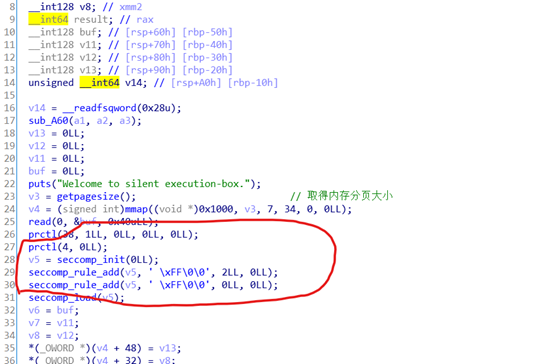 8 __int128 v8; // xmm2
9 __int64 result; // rax
10 __int128 buf; // [rsp+60h] [rbp-50h]
11 __int128 v11; // [rsp+70h] [rbp-40h]
12 __int128 v12; // [rsp+80h] [rbp-30h]
13 __int128 v13; // [rsp+90h] [rbp-20h]
14 unsigned __int64 v14; // [rsp+A0h] [rbp-10h]
15
16 v14 = __readfsqword(0x28u);
17 sub_A60(a1, a2, a3);
18 v13 = 0LL;
19 v12 = 0LL;
20 v11 = 0LL;
21 buf = 0LL;
22 puts("Welcome to silent execution-box.");
23 v3 = getpagesize(); // 取得内存分页大小
24 v4 = (signed int)mmap((void *)0x1000, v3, 7, 34, 0, 0LL);
25 read(0, &buf, 0x40uLL);
26 prctl(38, 1LL, 0LL, 0LL, 0LL);
27 prctl(4, 0LL);
28 v5 = seccomp_init(0LL);
29 seccomp_rule_add(v5, ' \xFF\0\0', 2LL, 0LL);
30 seccomp_rule_add(v5, ' \xFF\0\0', 0LL, 0LL);
31 seccomp_load(v5);
32 v6 = buf;
33 v7 = v11;
34 v8 = v12;
35 *(_OWORD *)(v4 + 48) = v13;
36 *(_OWORD *)(v4 + 32) = v8;